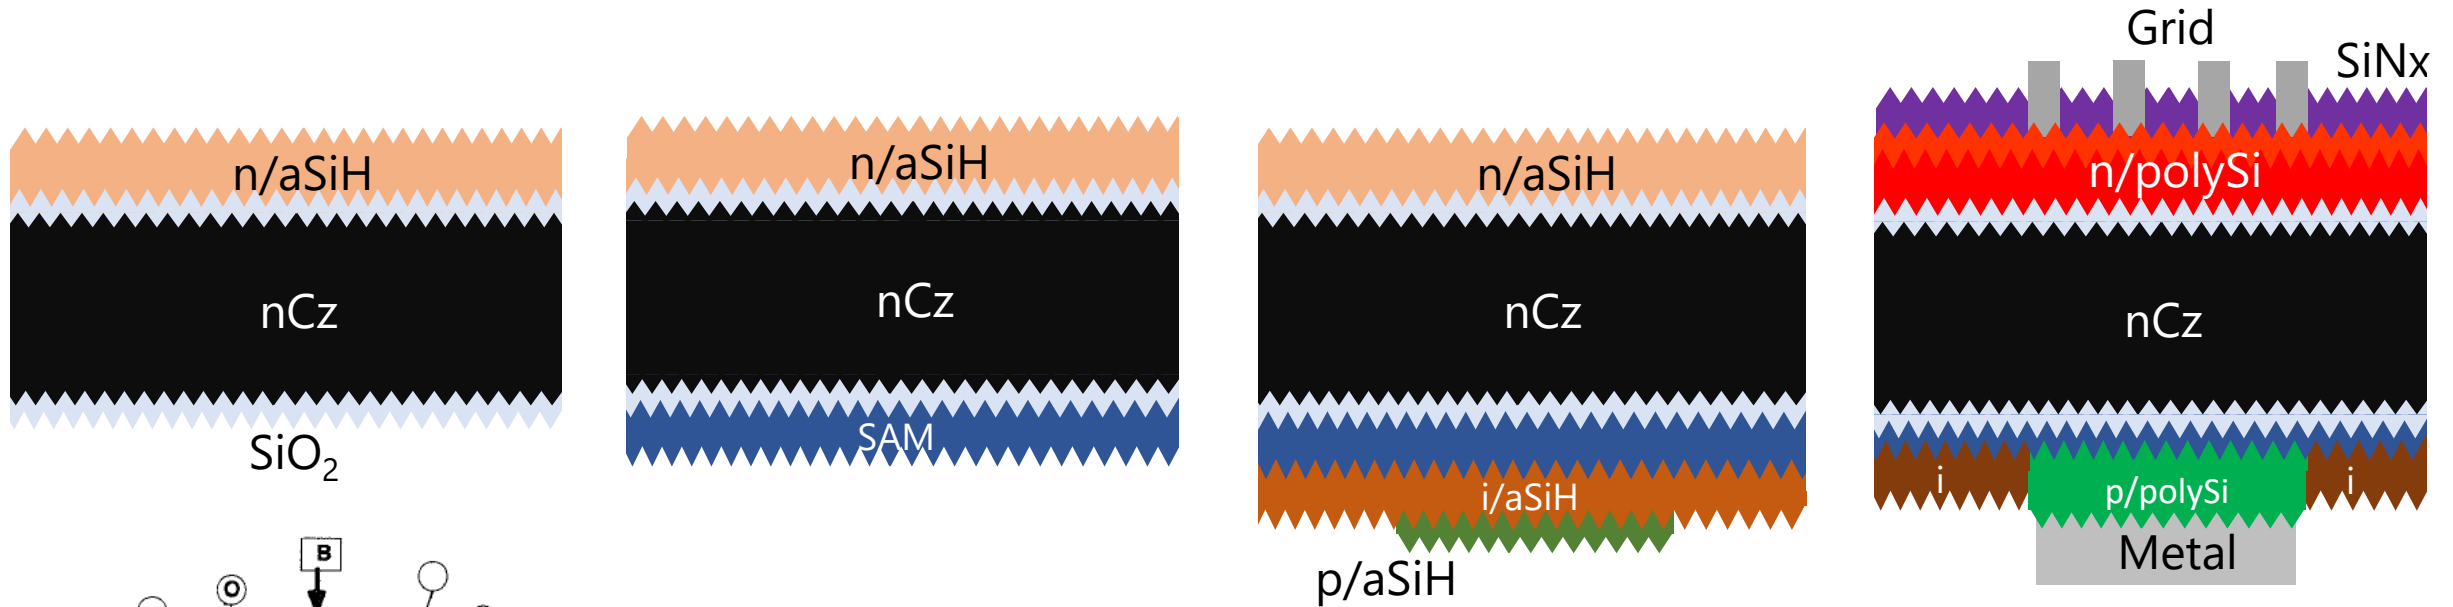 n/aSiH
nCz
SiO₂
B
O
n/aSiH
nCz
SAM
n/aSiH
nCz
i/aSiH
p/aSiH
Grid
SiNx
n/polySi
nCz
i
p/polySi
i
Metal